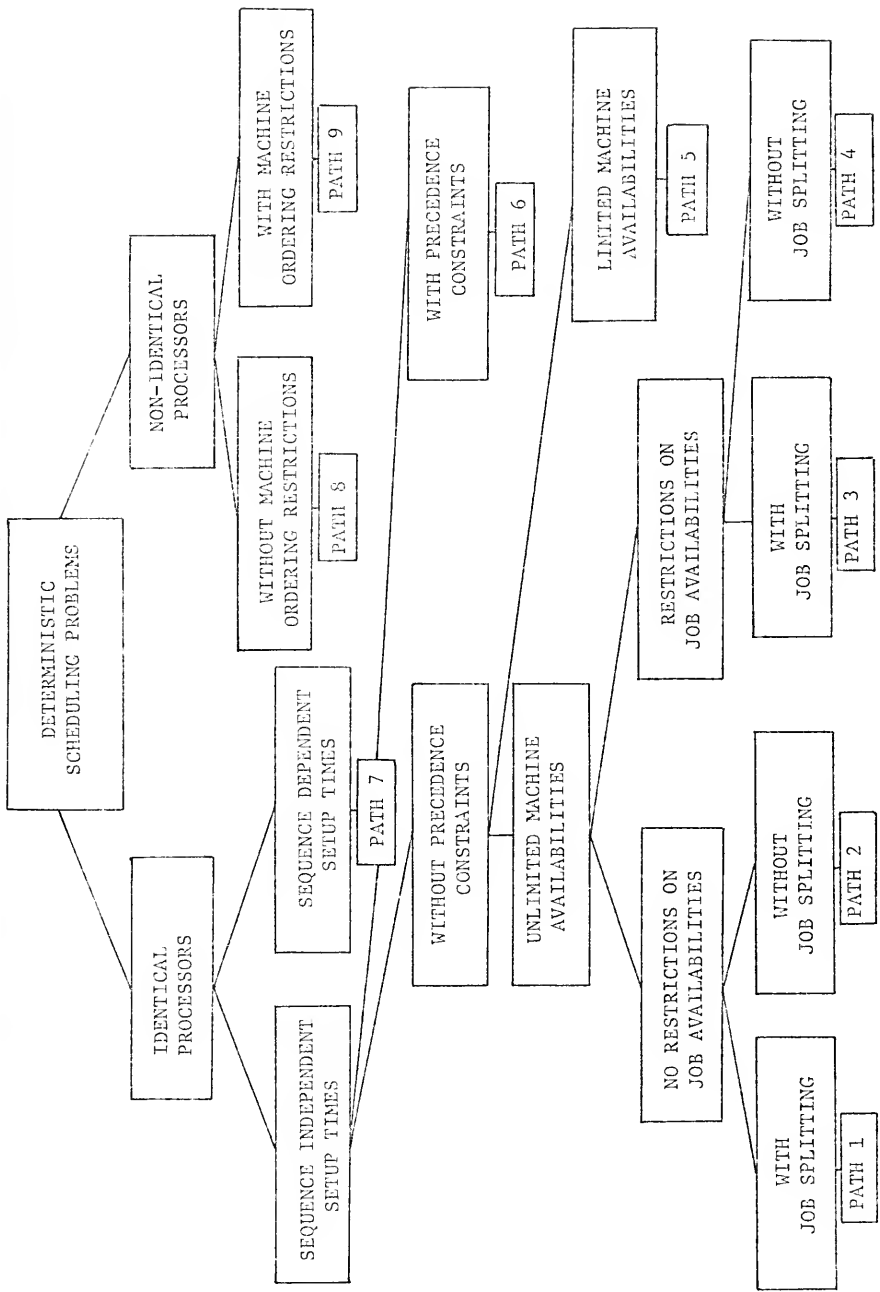 DETERMINISTIC
SCHEDULING PROBLEMS
IDENTICAL
PROCESSORS
NON-IDENTICAL
PROCESSORS
SEQUENCE INDEPENDENT
SETUP TIMES
SEQUENCE DEPENDENT
SETUP TIMES
PATH 7
WITHOUT MACHINE
ORDERING RESTRICTIONS
PATH 8
WITH MACHINE
ORDERING RESTRICTIONS
PATH 9
WITHOUT PRECEDENCE
CONSTRAINTS
WITH PRECEDENCE
CONSTRAINTS
PATH 6
UNLIMITED MACHINE
AVAILABILITIES
LIMITED MACHINE
AVAILABILITIES
PATH 5
NO RESTRICTIONS ON
JOB AVAILABILITIES
RESTRICTIONS ON
JOB AVAILABILITIES
WITH
JOB SPLITTING
PATH 1
WITHOUT
JOB SPLITTING
PATH 2
WITH
JOB SPLITTING
PATH 3
WITHOUT
JOB SPLITTING
PATH 4